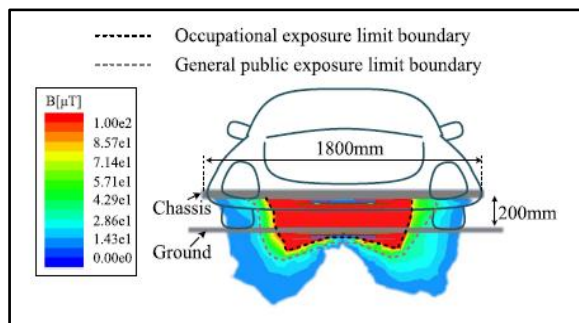 Occupational exposure limit boundary
General public exposure limit boundary
B[μT]
1.00e2
8.57e1
7.14e1
5.71e1
4.29e1
2.86e1
1.43e1
0.00e0
1800mm
Chassis
200mm
Ground